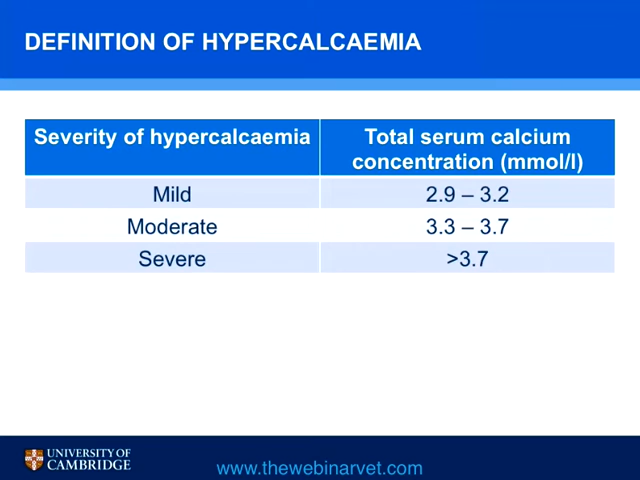 DEFINITION OF HYPERCALCAEMIA
Severity of hypercalcaemia
Total serum calcium
concentration (mmol/l)
Mild
2.9 – 3.2
Moderate
3.3 – 3.7
Severe
>3.7
UNIVERSITY OF
CAMBRIDGE
www.thewebinarvet.com